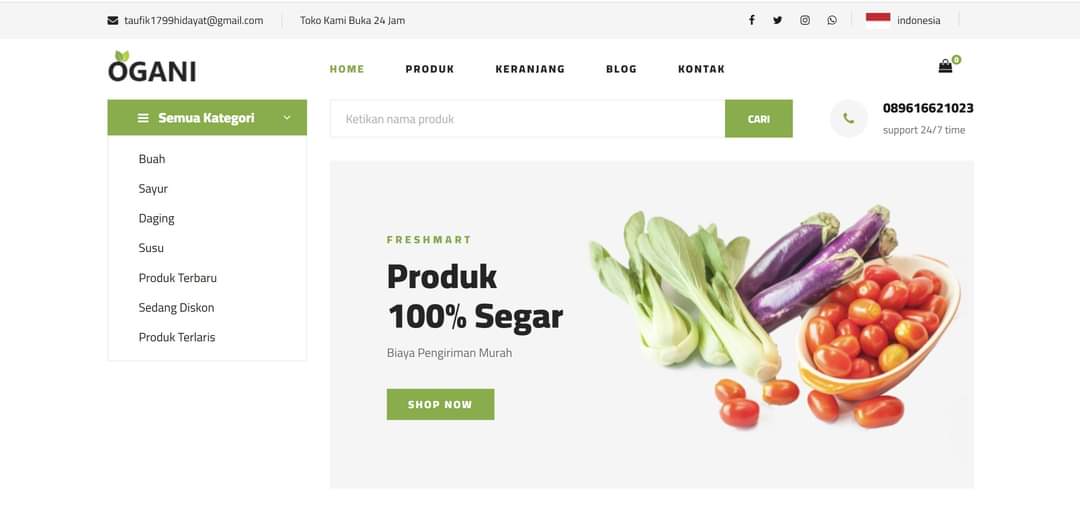 taufik1799hidayat@gmail.com
Toko Kami Buka 24 Jam
indonesia
OGANI
HOME
PRODUK
KERANJANG
BLOG
KONTAK
0
Semua Kategori
Ketikan nama produk
CARI
089616621023
support 24/7 time
Buah
Sayur
Daging
Susu
Produk Terbaru
Sedang Diskon
Produk Terlaris
FRESHMART
Produk
100% Segar
Biaya Pengiriman Murah
SHOP NOW